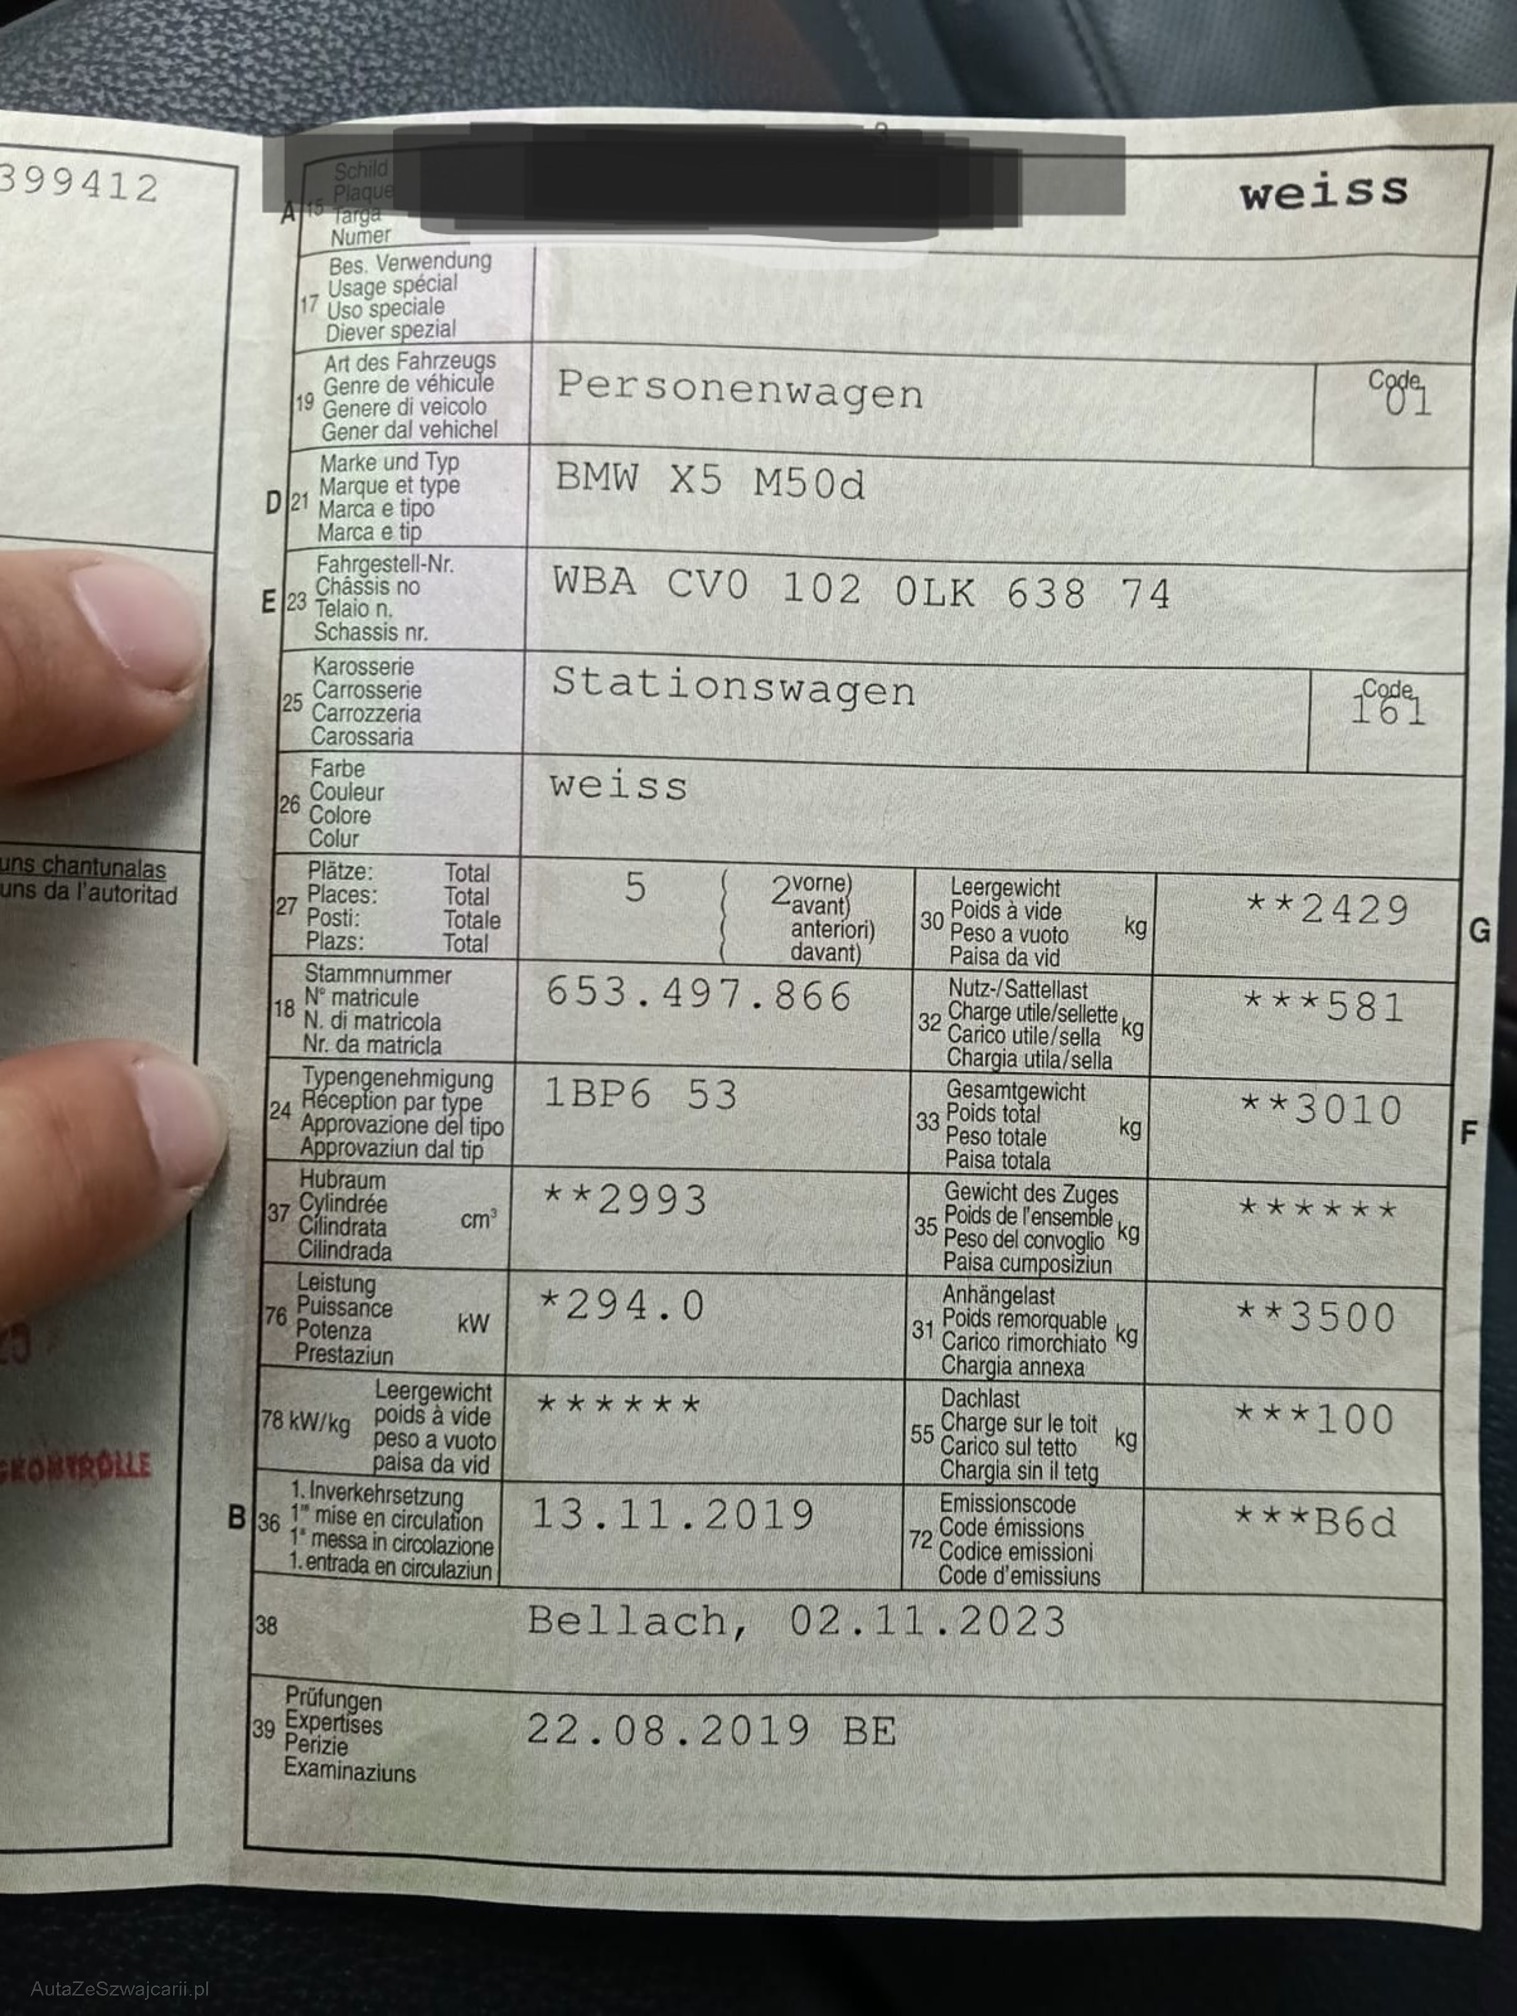 399412
uns chantunalas
uns da l'autoritad
Schild
Plaque
A 15 Targa
Numer
weiss
Bes. Verwendung
17 Usage spécial
Uso speciale
Diever spezial
Art des Fahrzeugs
19 Genre de véhicule
Genere di veicolo
Gener dal vehichel
Personenwagen
Code
01
Marke und Typ
D 21 Marque et type
Marca e tipo
Marca e tip
BMW X5 M50d
Fahrgestell-Nr.
E 23 Châssis no
Telaio n.
Schassis nr.
WBA CV0 102 0LK 638 74
Karosserie
25 Carrosserie
Carrozzeria
Carossaria
Stationswagen
Code
161
Farbe
26 Couleur
Colore
Colur
weiss
Plätze: Total
27 Places: Total
Posti: Totale
Plazs: Total
5 ( 2 vorne)
avant)
anteriori)
davant)
Leergewicht
30 Poids à vide kg
Peso a vuoto
Paisa da vid
**2429
G
Stammnummer
18 N° matricule
N. di matricola
Nr. da matricla
653.497.866
Nutz-/Sattellast
32 Charge utile/sellette kg
Carico utile/sella
Chargia utila/sella
***581
Typengenehmigung
24 Réception par type
Approvazione del tipo
Approvaziun dal tip
1BP6 53
Gesamtgewicht
33 Poids total kg
Peso totale
Paisa totala
**3010
F
Hubraum
37 Cylindrée cm³
Cilindrata
Cilindrada
**2993
Gewicht des Zuges
35 Poids de l'ensemble kg
Peso del convoglio
Paisa cumposiziun
******
Leistung
76 Puissance kW
Potenza
Prestaziun
*294.0
Anhängelast
31 Poids remorquable kg
Carico rimorchiato
Chargia annexa
**3500
Leergewicht
78 kW/kg poids à vide
peso a vuoto
paisa da vid
******
Dachlast
55 Charge sur le toit kg
Carico sul tetto
Chargia sin il tetg
***100
1. Inverkehrsetzung
B 36 1re mise en circulation
1a messa in circolazione
1. entrada en circulaziun
13.11.2019
Emissionscode
72 Code émissions
Codice emissioni
Code d'emissiuns
***B6d
38
Bellach, 02.11.2023
Prüfungen
39 Expertises
Perizie
Examinaziuns
22.08.2019 BE
AutaZeSzwajcarii.pl